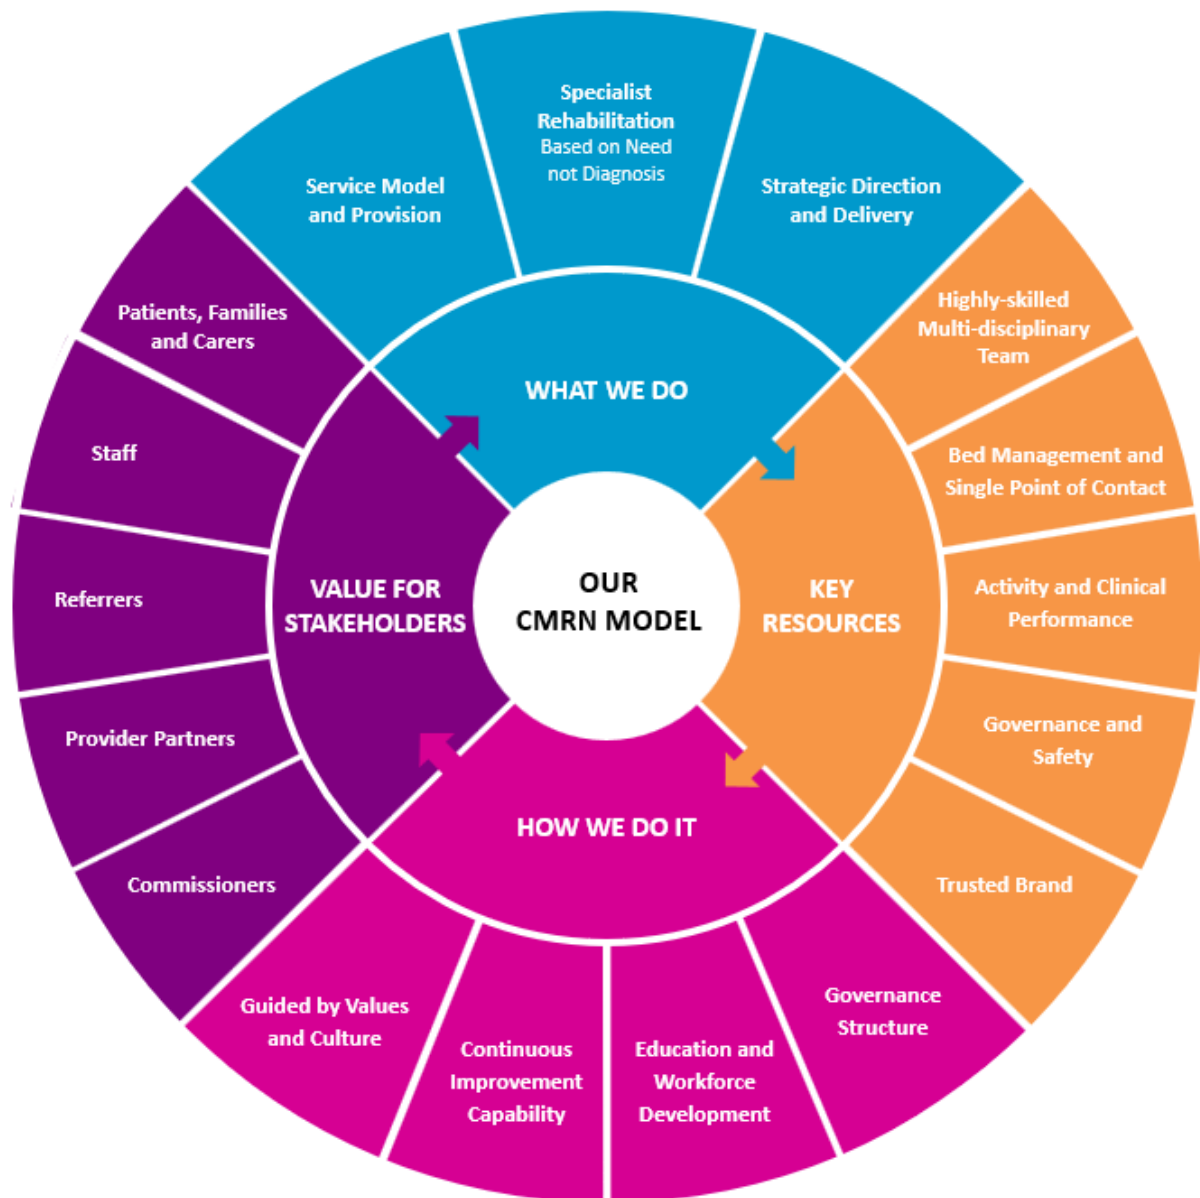 Specialist
Rehabilitation
Based on Need
not Diagnosis
Service Model
and Provision
Strategic Direction
and Delivery
Patients, Families
and Carers
Highly-skilled
Multi-disciplinary
Team
WHAT WE DO
Staff
Bed Management and
Single Point of Contact
OUR
CMRN MODEL
VALUE FOR
STAKEHOLDERS
KEY
RESOURCES
Referrers
Activity and Clinical
Performance
Provider Partners
Governance and
Safety
HOW WE DO IT
Commissioners
Trusted Brand
Guided by Values
and Culture
Continuous
Improvement
Capability
Education and
Workforce
Development
Governance
Structure